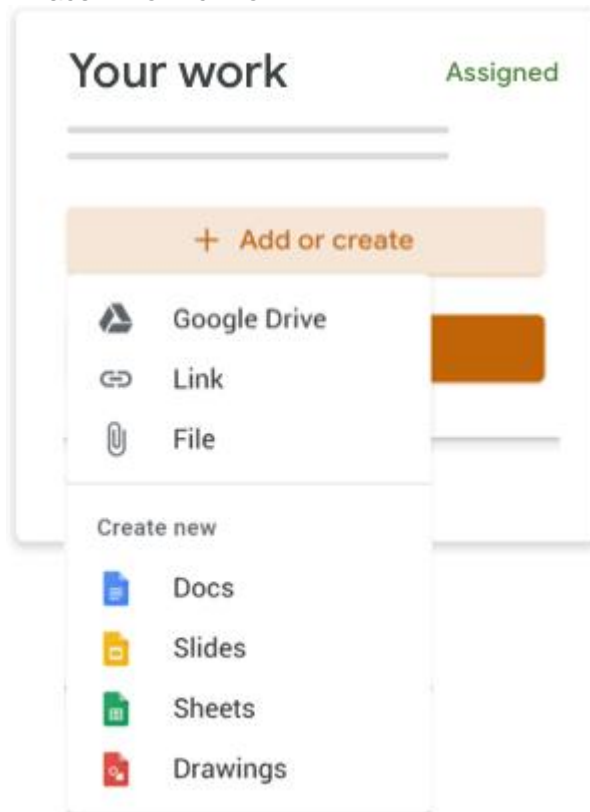 Your work
Assigned
+ Add or create
Google Drive
Link
File
Create new
Docs
Slides
Sheets
Drawings